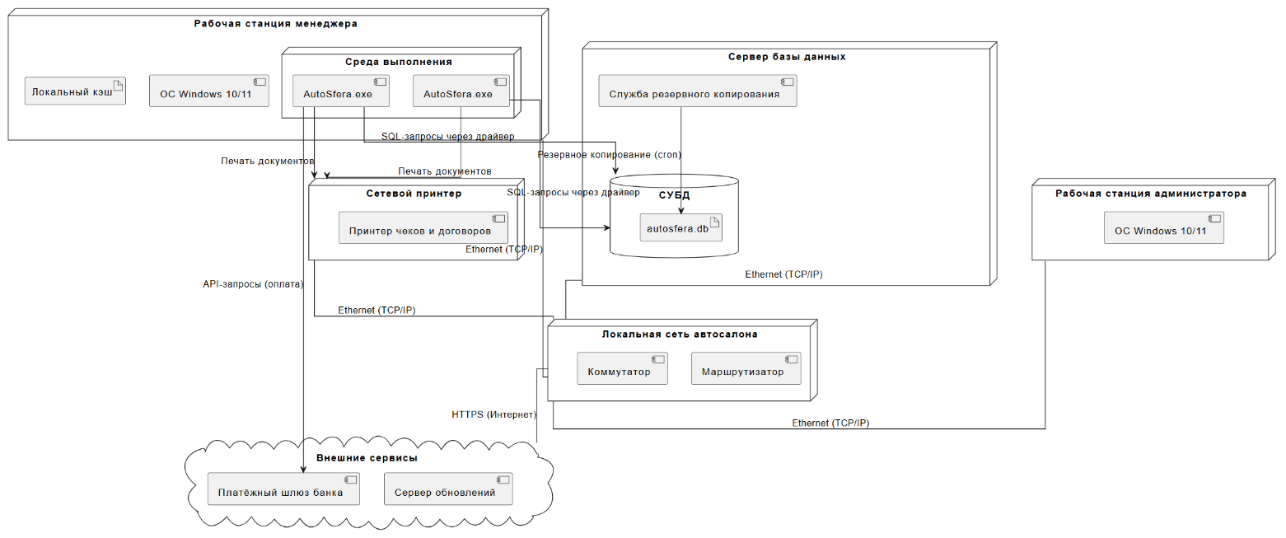 Рабочая станция менеджера
Среда выполнения
Локальный кэш
ОС Windows 10/11
AutoSfera.exe
AutoSfera.exe
Сервер базы данных
Служба резервного копирования
SQL-запросы через драйвер
Резервное копирование (cron)
Печать документов
Печать документов
SQL-запросы через драйвер
СУБД
autosfera.db
Рабочая станция администратора
ОС Windows 10/11
Сетевой принтер
Принтер чеков и договоров
Ethernet (TCP/IP)
Ethernet (TCP/IP)
API-запросы (оплата)
Ethernet (TCP/IP)
Локальная сеть автосалона
Коммутатор
Маршрутизатор
HTTPS (Интернет)
Ethernet (TCP/IP)
Внешние сервисы
Платёжный шлюз банка
Сервер обновлений